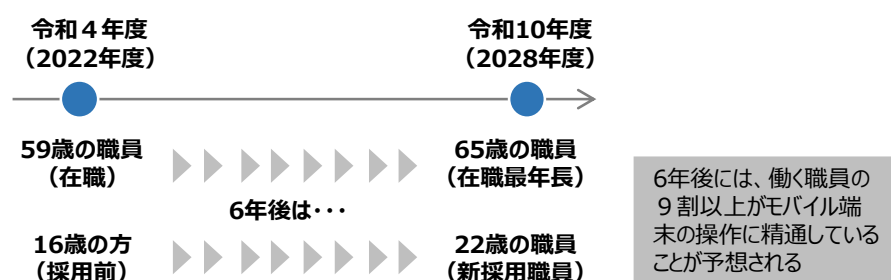 令和４年度
（2022年度）
令和10年度
（2028年度）
59歳の職員
（在職）
65歳の職員
（在職最年長）
6年後は･･･
16歳の方
（採用前）
22歳の職員
（新採用職員）
6年後には、働く職員の
９割以上がモバイル端
末の操作に精通している
ことが予想される